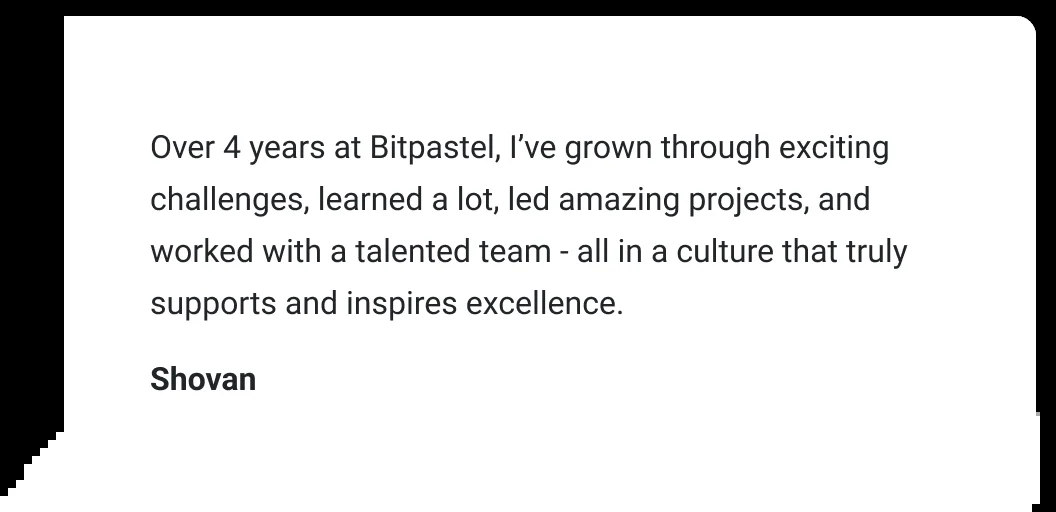 Over 4 years at Bitpastel, I’ve grown through exciting
challenges, learned a lot, led amazing projects, and
worked with a talented team - all in a culture that truly
supports and inspires excellence.
Shovan